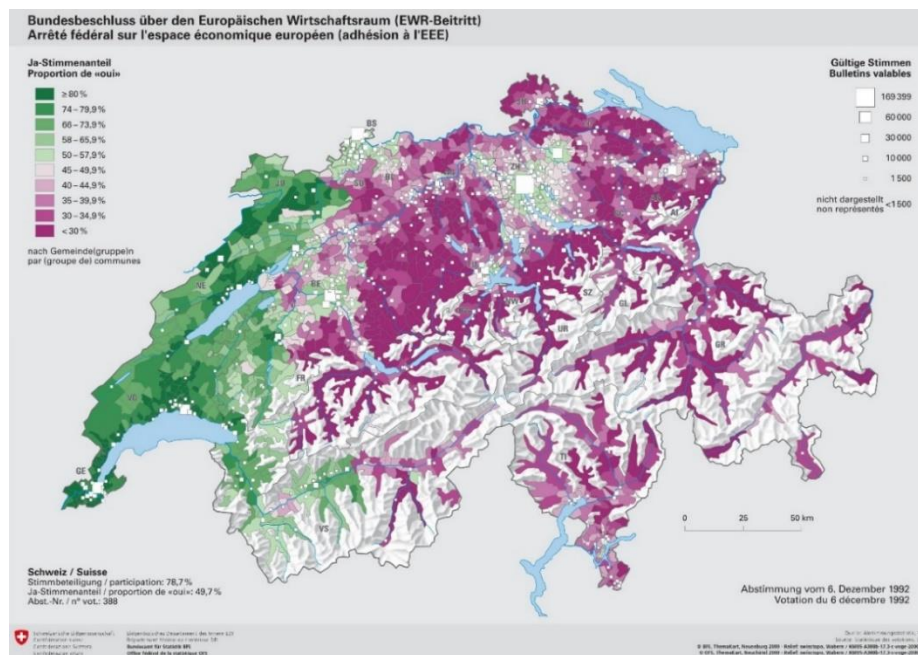 Bundesbeschluss über den Europäischen Wirtschaftsraum (EWR-Beitritt)
Arrêté fédéral sur l'espace économique européen (adhésion à l'EEE)
Ja-Stimmenanteil
Proportion de «oui»
≥80 %
74 – 79,9 %
66 – 73,9 %
58 – 65,9 %
50 – 57,9 %
45 – 49,9 %
40 – 44,9 %
35 – 39,9 %
30 – 34,9 %
<30 %
nach Gemeinde(gruppe)n
par (groupe de) communes
Gültige Stimmen
Bulletins valables
169 399
60 000
30 000
10 000
1 500
nicht dargestellt
non représentés
<1 500
BS
JU
ZH
AI
NE
BE
SZ
GL
UR
GR
FR
VD
GE
TI
VS
0
25
50 km
Schweiz / Suisse
Stimmbeteiligung / participation: 78,7 %
Ja-Stimmenanteil / proportion de «oui»: 49,7 %
Abst.-Nr. / n° vot.: 388
Abstimmung vom 6. Dezember 1992
Votation du 6 décembre 1992
Bundesamt für Statistik BFS
Office fédéral de la statistique OFS